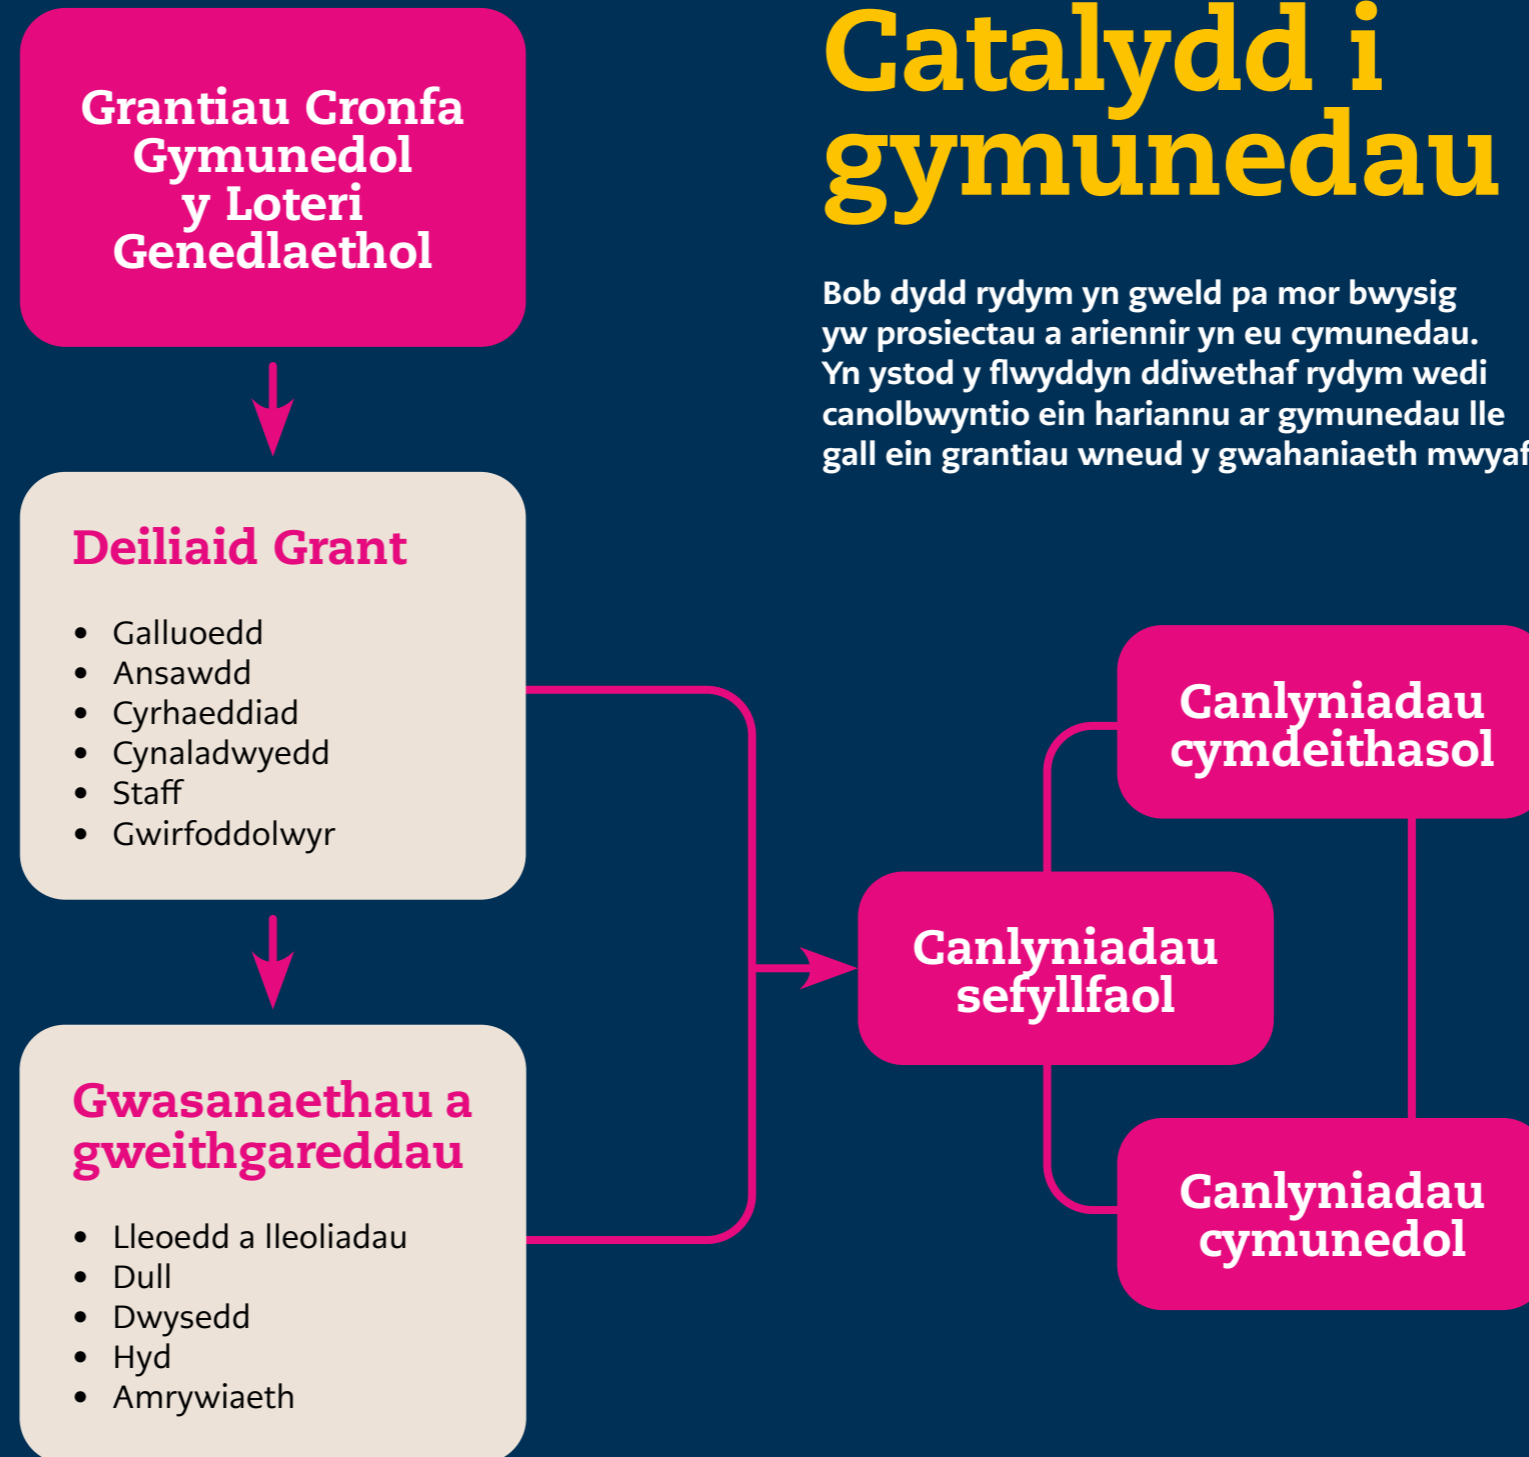 Catalydd i
gymunedau
Bob dydd rydym yn gweld pa mor bwysig
yw prosiectau a ariennir yn eu cymunedau.
Yn ystod y flwyddyn ddiwethaf rydym wedi
canolbwyntio ein hariannu ar gymunedau lle
gall ein grantiau wneud y gwahaniaeth mwyaf
Grantiau Cronfa
Gymunedol
y Loteri
Genedlaethol
Deiliaid Grant
• Galluoedd
• Ansawdd
• Cyrhaeddiad
• Cynaladwyedd
• Staff
• Gwirfoddolwyr
Gwasanaethau a
gweithgareddau
• Lleoedd a lleoliadau
• Dull
• Dwysedd
• Hyd
• Amrywiaeth
Canlyniadau
cymdeithasol
Canlyniadau
sefyllfaol
Canlyniadau
cymunedol